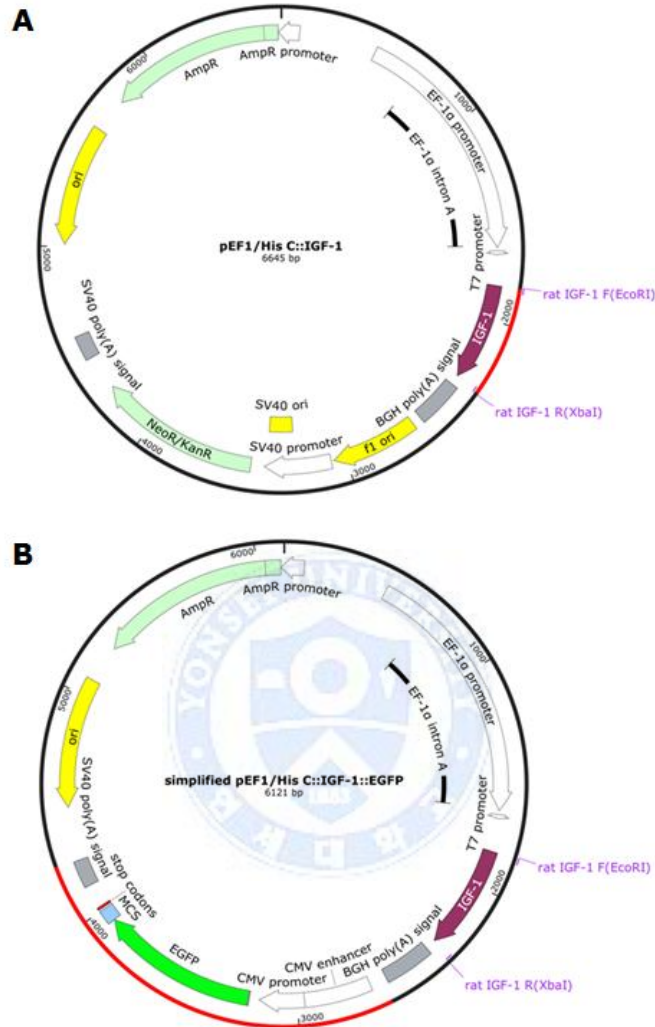 A
AmpR promoter
AmpR
6000
EF-1α promoter
1000
EF-1α intron A
ori
5000
pEF1/His C::IGF-1
6645 bp
T7 promoter
rat IGF-1 F(EcoRI)
2000
IGF-1
rat IGF-1 R(XbaI)
BGH poly(A) signal
SV40 poly(A) signal
SV40 ori
SV40 promoter
f1 ori
3000
NeoR/KanR
4000
B
6000
AmpR promoter
AmpR
EF-1α promoter
1000
EF-1α intron A
YONSEI UNIVERSITY
ori
5000
simplified pEF1/His C::IGF-1::EGFP
6121 bp
1885
T7 promoter
rat IGF-1 F(EcoRI)
2000
IGF-1
rat IGF-1 R(XbaI)
BGH poly(A) signal
SV40 poly(A) signal
stop codons
MCS
4000
EGFP
CMV enhancer
CMV promoter
3000